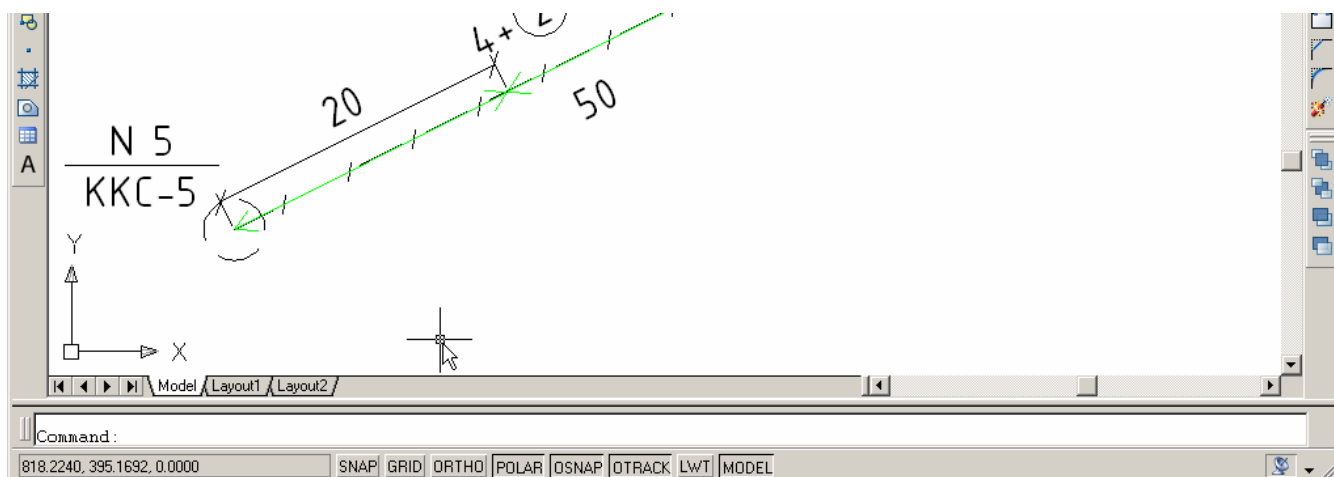 4+
2
20
50
N 5
KKC-5
A
Y
X
Model Layout1 Layout2
Command:
818.2240, 395.1692, 0.0000 SNAP GRID ORTHO POLAR OSNAP OTRACK LWT MODEL